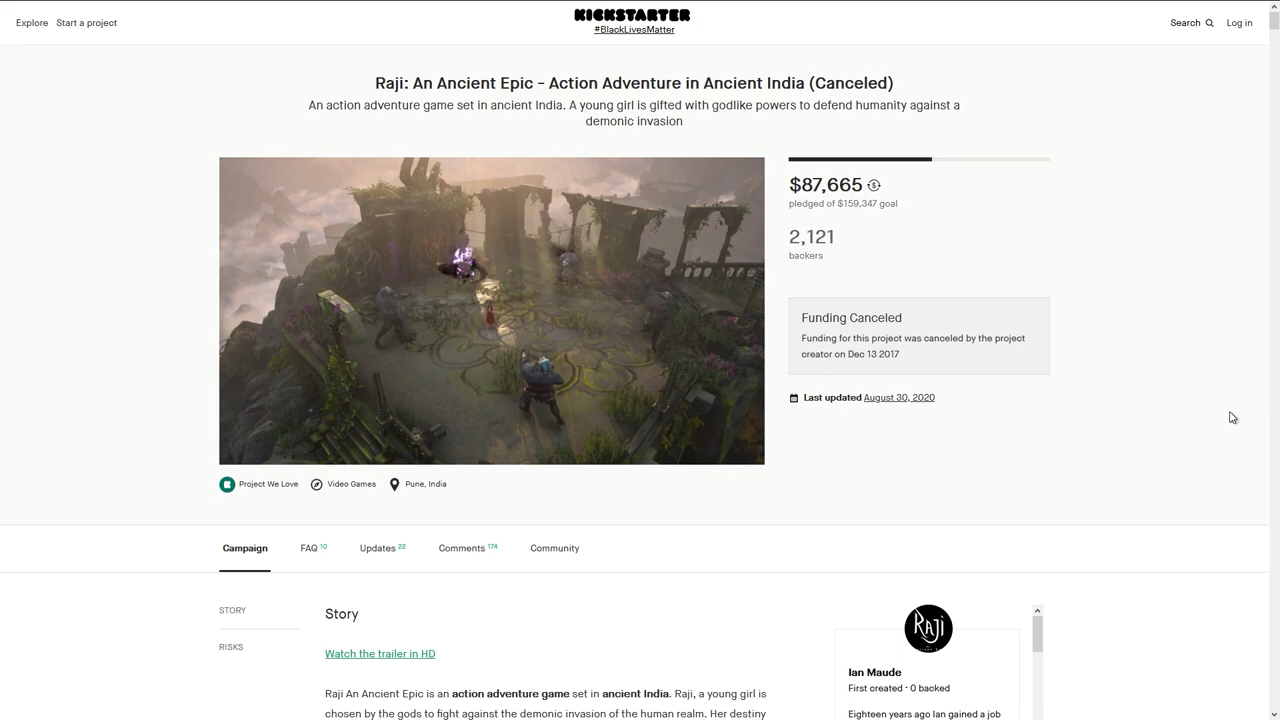 Explore Start a project
KICKSTARTER
#BlackLivesMatter
Search Log in
Raji: An Ancient Epic - Action Adventure in Ancient India (Canceled)
An action adventure game set in ancient India. A young girl is gifted with godlike powers to defend humanity against a
demonic invasion
$87,665
pledged of $159,347 goal
2,121
backers
Funding Canceled
Funding for this project was canceled by the project
creator on Dec 13 2017
Last updated August 30, 2020
Project We Love Video Games Pune, India
Campaign FAQ 10 Updates 22 Comments 174 Community
STORY
RISKS
Story
Watch the trailer in HD
Raji An Ancient Epic is an action adventure game set in ancient India. Raji, a young girl is
chosen by the gods to fight against the demonic invasion of the human realm. Her destiny
RAJI
Ian Maude
First created · 0 backed
Eighteen years ago Ian gained a job